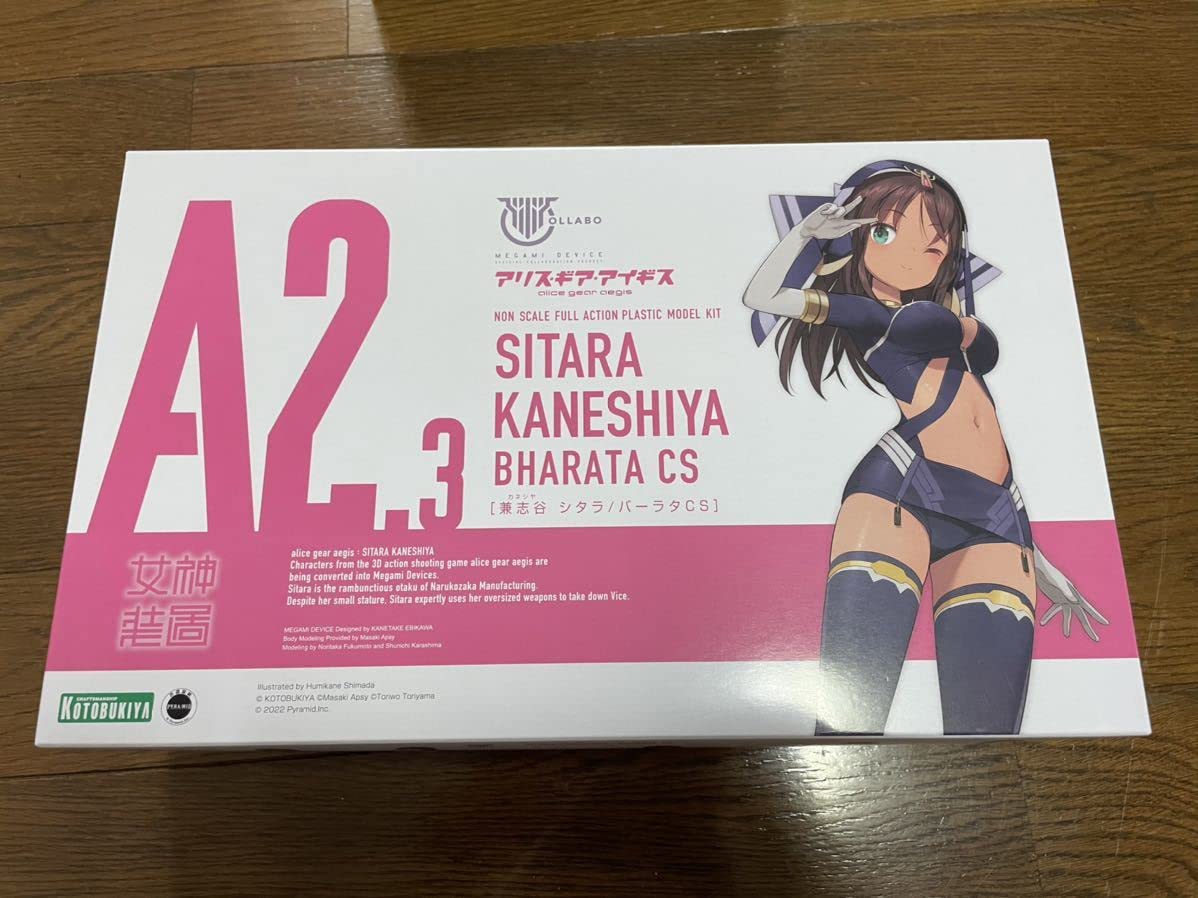 A2.3
OLLABO
MEGAMI DEVICE
アリス・ギア・アイギス
alice gear aegis
NON SCALE FULL ACTION PLASTIC MODEL KIT
SITARA
KANESHIYA
BHARATA CS
カネシヤ
[兼志谷 シタラ/バーラタCS]
女神
装置
alice gear aegis : SITARA KANESHIYA
Characters from the 3D action shooting game alice gear aegis are
being converted into Megami Devices.
Sitara is the rambunctious otaku of Narukozaka Manufacturing.
Despite her small stature, Sitara expertly uses her oversized weapons to take down Vice.
MEGAMI DEVICE Designed by KANETAKE EBIKAWA
Body Modeling Provided by Masaki Apsy
Modeling by Noritaka Fukumoto and Shunichi Karashima
CRAFTSMANSHIP
KOTOBUKIYA
PYRAMID
Illustrated by Humikane Shimada
© KOTOBUKIYA ©Masaki Apsy ©Toriwo Toriyama
© 2022 Pyramid,Inc.